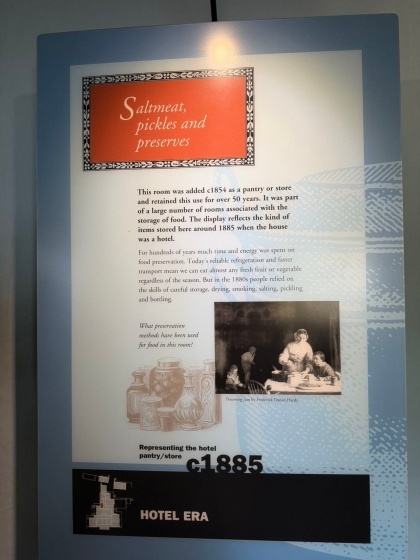 Saltmeat,
pickles and
preserves
This room was added c1854 as a pantry or store
and retained this use for over 50 years. It was part
of a large number of rooms associated with the
storage of food. The display reflects the kind of
items stored here around 1885 when the house
was a hotel.
For hundreds of years much time and energy was spent on
food preservation. Today's reliable refrigeration and faster
transport mean we can eat almost any fresh fruit or vegetable
regardless of the season. But in the 1880s people relied on
the skills of careful storage, drying, smoking, salting, pickling
and bottling.
What preservation
methods have been used
for food in this room?
Preserving Jam by Frederick Daniel Hardy
Representing the hotel
pantry/store c1885
HOTEL ERA